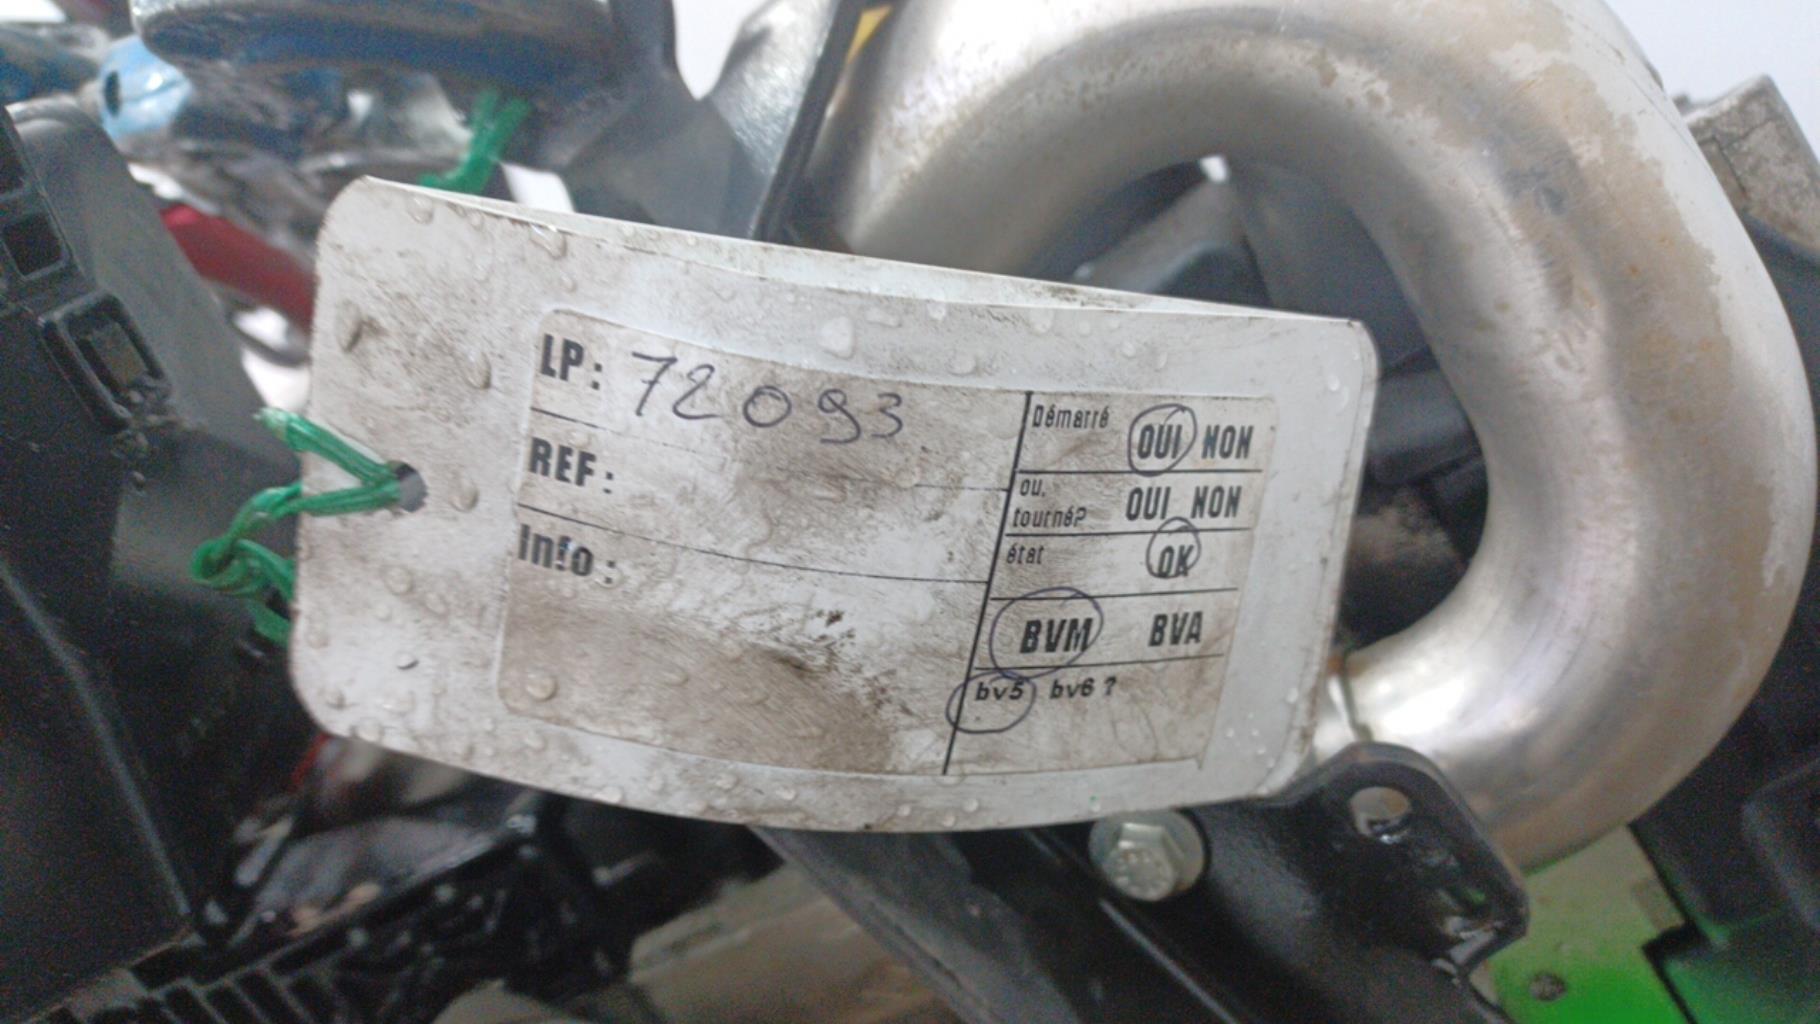 LP: 72093
REF:
Info:
Démarré OUI NON
ou.
tourné? OUI NON
état OK
BVM BVA
bv5 bv6 ?